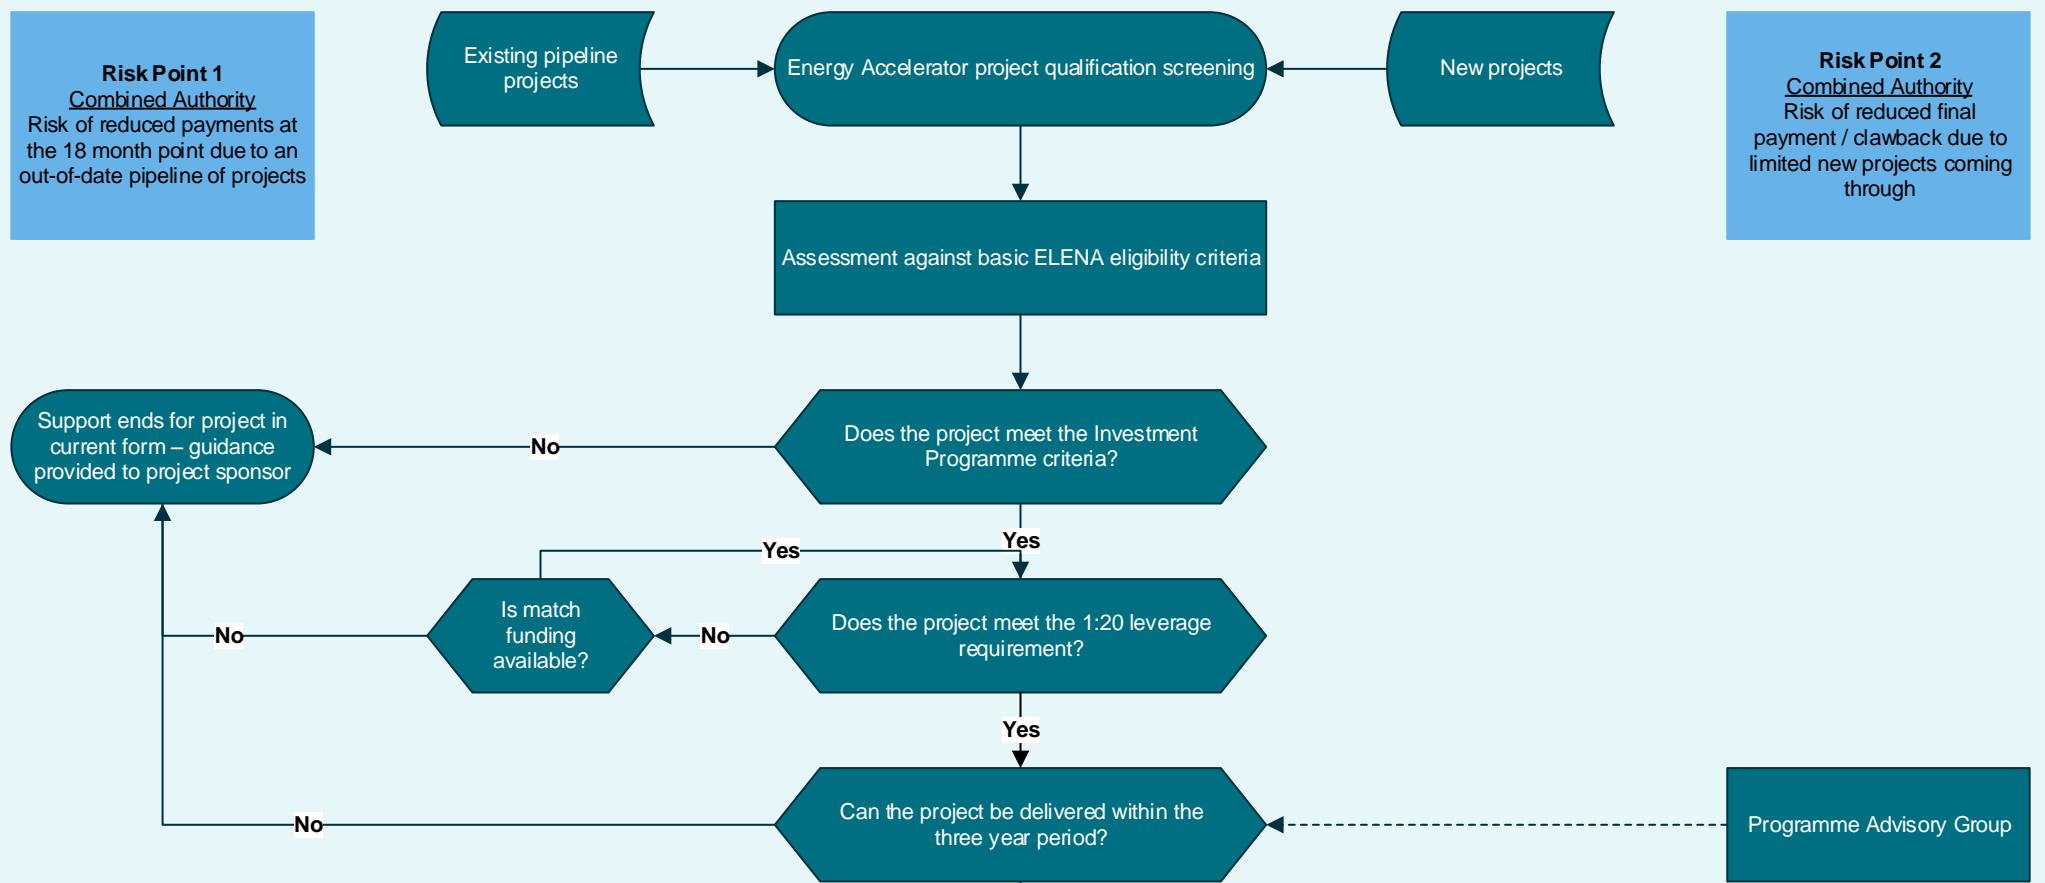 Risk Point 1
Combined Authority
Risk of reduced payments at
the 18 month point due to an
out-of-date pipeline of projects
Existing pipeline
projects
Energy Accelerator project qualification screening
New projects
Risk Point 2
Combined Authority
Risk of reduced final
payment / clawback due to
limited new projects coming
through
Assessment against basic ELENA eligibility criteria
Support ends for project in
current form – guidance
provided to project sponsor
No
Does the project meet the Investment
Programme criteria?
Yes
Yes
No
Is match
funding
available?
No
Does the project meet the 1:20 leverage
requirement?
Yes
No
Can the project be delivered within the
three year period?
Programme Advisory Group